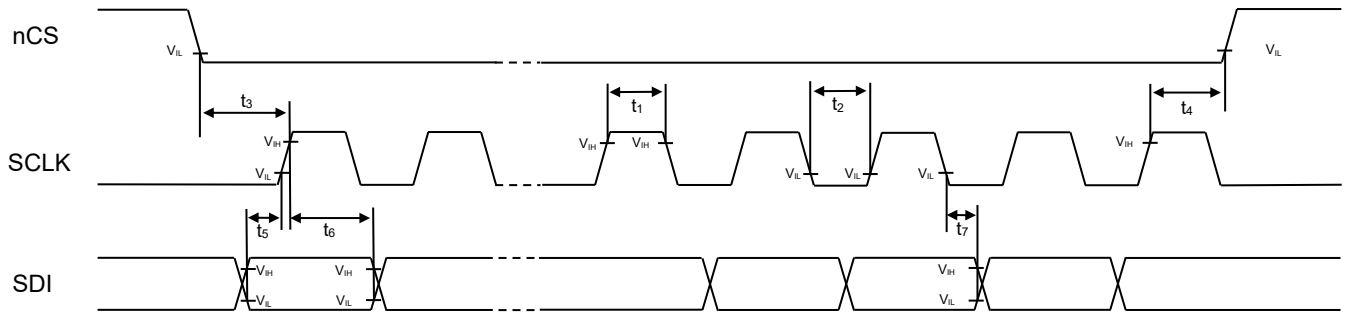 nCS
V_IL
V_IL
t3
t1
t2
t4
SCLK
V_IH
V_IH
V_IH
V_IH
V_IL
V_IL
V_IL
V_IL
t5
t6
t7
SDI
V_IH
V_IH
V_IH
V_IL
V_IL
V_IL